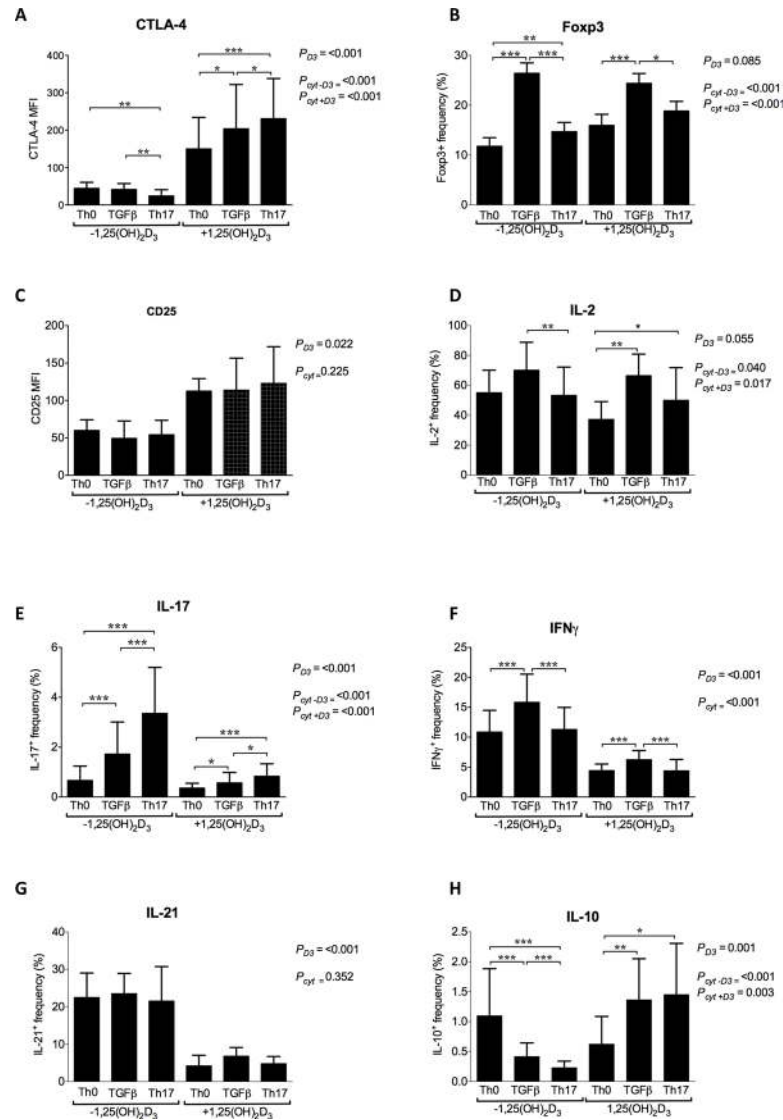 A
CTLA-4
CTLA-4 MFI
400
300
200
100
0
**
**
***
*
*
Th0 TGFβ Th17 Th0 TGFβ Th17
-1,25(OH)₂D₃ +1,25(OH)₂D₃
P_D3 = <0.001
P_cyt -D3 = <0.001
P_cyt +D3 = <0.001
B
Foxp3
Foxp3+ frequency (%)
30
20
10
0
**
*** ***
*** *
Th0 TGFβ Th17 Th0 TGFβ Th17
-1,25(OH)₂D₃ +1,25(OH)₂D₃
P_D3 = 0.085
P_cyt -D3 = <0.001
P_cyt +D3 = <0.001
C
CD25
CD25 MFI
200
150
100
50
0
Th0 TGFβ Th17 Th0 TGFβ Th17
-1,25(OH)₂D₃ +1,25(OH)₂D₃
P_D3 = 0.022
P_cyt = 0.225
D
IL-2
IL-2⁺ frequency (%)
100
80
60
40
20
0
**
*
**
Th0 TGFβ Th17 Th0 TGFβ Th17
-1,25(OH)₂D₃ +1,25(OH)₂D₃
P_D3 = 0.055
P_cyt -D3 = 0.040
P_cyt +D3 = 0.017
E
IL-17
IL-17⁺ frequency (%)
6
4
2
0
***
***
***
***
*
*
Th0 TGFβ Th17 Th0 TGFβ Th17
-1,25(OH)₂D₃ +1,25(OH)₂D₃
P_D3 = <0.001
P_cyt -D3 = <0.001
P_cyt +D3 = <0.001
F
IFNγ
IFNγ⁺ frequency (%)
25
20
15
10
5
0
*** ***
*** ***
Th0 TGFβ Th17 Th0 TGFβ Th17
-1,25(OH)₂D₃ +1,25(OH)₂D₃
P_D3 = <0.001
P_cyt = <0.001
G
IL-21
IL-21⁺ frequency (%)
40
30
20
10
0
Th0 TGFβ Th17 Th0 TGFβ Th17
-1,25(OH)₂D₃ +1,25(OH)₂D₃
P_D3 = <0.001
P_cyt = 0.352
H
IL-10
IL-10⁺ frequency (%)
2.5
2.0
1.5
1.0
0.5
0.0
***
*** ***
*
**
Th0 TGFβ Th17 Th0 TGFβ Th17
-1,25(OH)₂D₃ 1,25(OH)₂D₃
P_D3 = 0.001
P_cyt -D3 = <0.001
P_cyt +D3 = 0.003